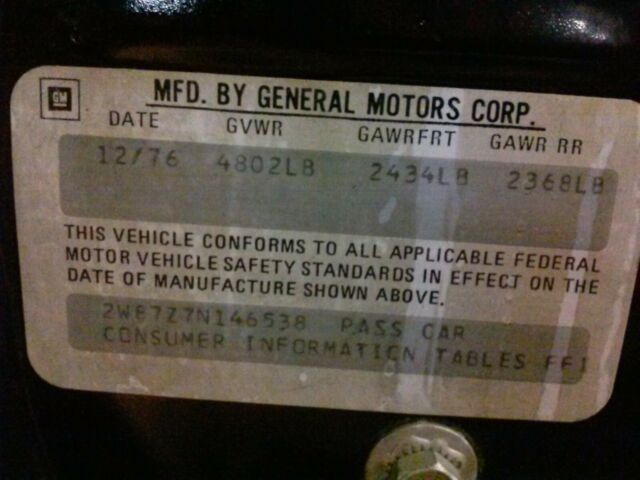 GM
MFD. BY GENERAL MOTORS CORP.
DATE GVWR GAWRFRT GAWR RR
12/76 4802LB 2434LB 2368LB
THIS VEHICLE CONFORMS TO ALL APPLICABLE FEDERAL
MOTOR VEHICLE SAFETY STANDARDS IN EFFECT ON THE
DATE OF MANUFACTURE SHOWN ABOVE.
2W87Z7N146538 PASS CAR
CONSUMER INFORMATION TABLES FF1